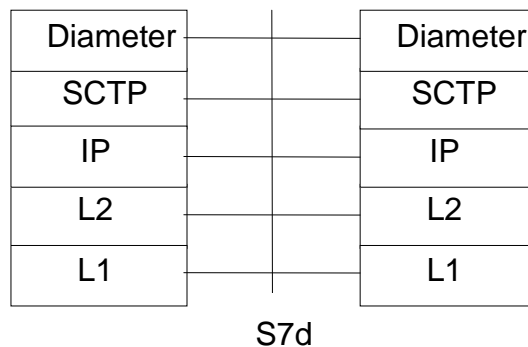 Diameter Diameter
SCTP SCTP
IP IP
L2 L2
L1 L1
S7d